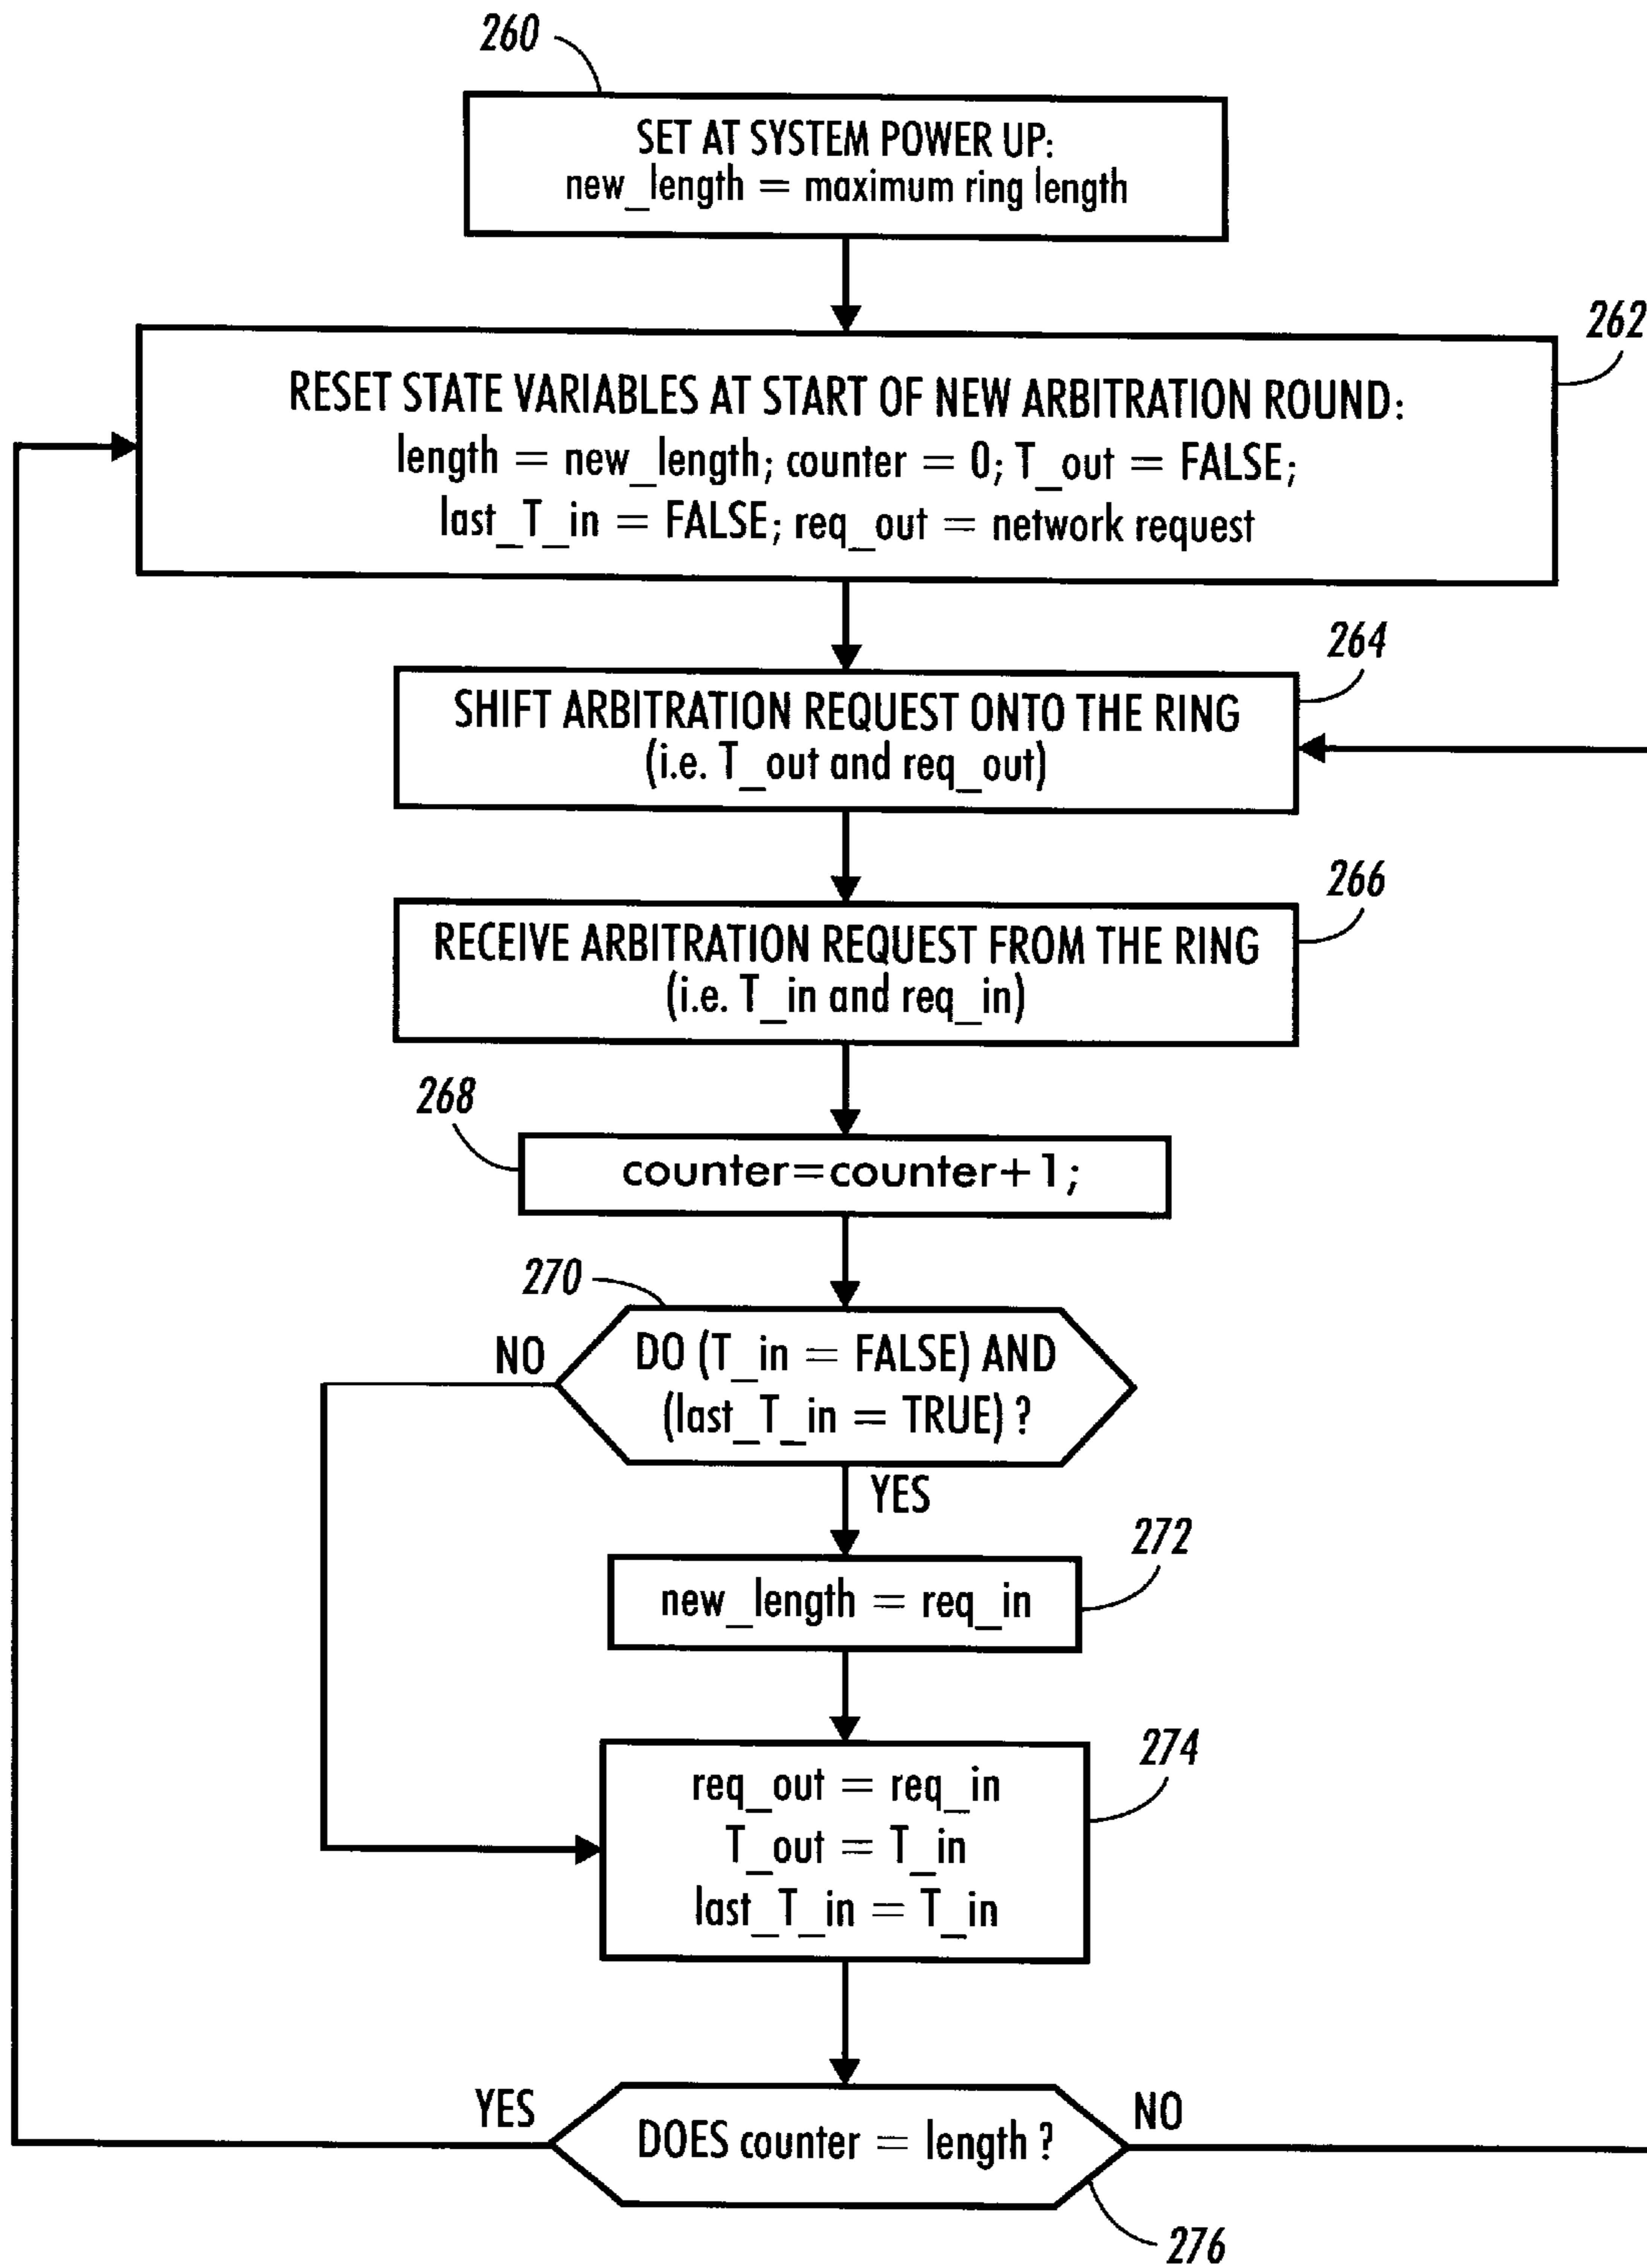 260
SET AT SYSTEM POWER UP:
new_length = maximum ring length
262
RESET STATE VARIABLES AT START OF NEW ARBITRATION ROUND:
length = new_length; counter = 0; T_out = FALSE;
last_T_in = FALSE; req_out = network request
264
SHIFT ARBITRATION REQUEST ONTO THE RING
(i.e. T_out and req_out)
266
RECEIVE ARBITRATION REQUEST FROM THE RING
(i.e. T_in and req_in)
268
counter=counter+1;
270
NO
DO (T_in = FALSE) AND
(last_T_in = TRUE) ?
YES
272
new_length = req_in
274
req_out = req_in
T_out = T_in
last_T_in = T_in
YES
NO
DOES counter = length ?
276